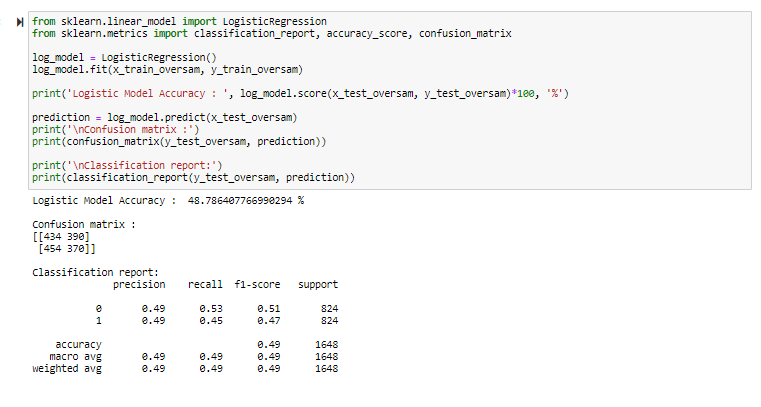 from sklearn.linear_model import LogisticRegression
from sklearn.metrics import classification_report, accuracy_score, confusion_matrix
log_model = LogisticRegression()
log_model.fit(x_train_oversam, y_train_oversam)
print('Logistic Model Accuracy : ', log_model.score(x_test_oversam, y_test_oversam)*100, '%')
prediction = log_model.predict(x_test_oversam)
print('\nConfusion matrix :')
print(confusion_matrix(y_test_oversam, prediction))
print('\nClassification report:')
print(classification_report(y_test_oversam, prediction))
Logistic Model Accuracy :  48.786407766990294 %
Confusion matrix :
[[434 390]
 [454 370]]
Classification report:
              precision    recall  f1-score   support
           0       0.49      0.53      0.51       824
           1       0.49      0.45      0.47       824
    accuracy                           0.49      1648
   macro avg       0.49      0.49      0.49      1648
weighted avg       0.49      0.49      0.49      1648